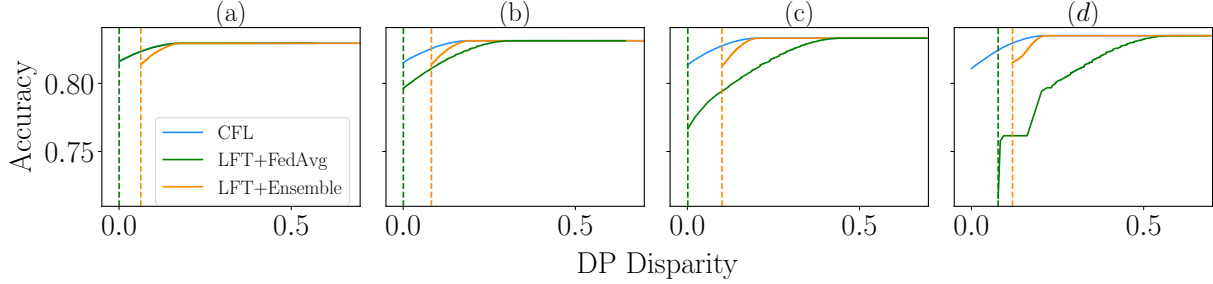 (a)
(b)
(c)
(d)
Accuracy
0.80
0.75
CFL
LFT+FedAvg
LFT+Ensemble
0.0 0.5
0.0 0.5
0.0 0.5
0.0 0.5
DP Disparity